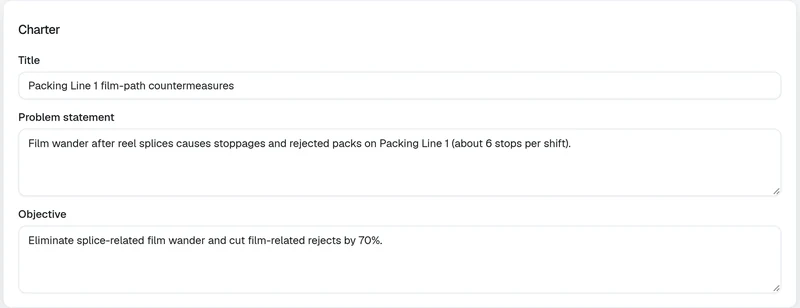 Charter
Title
Packing Line 1 film-path countermeasures
Problem statement
Film wander after reel splices causes stoppages and rejected packs on Packing Line 1 (about 6 stops per shift).
Objective
Eliminate splice-related film wander and cut film-related rejects by 70%.